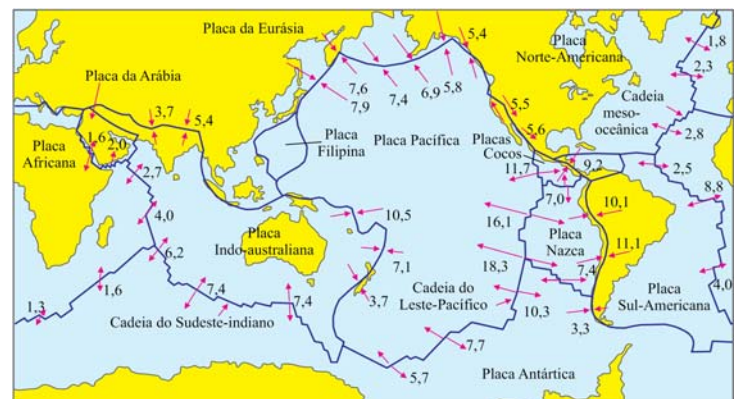 Placa da Eurásia
5,4
Placa
Norte-Americana
1,8
2,3
Placa da Arábia
3,7
5,4
7,6
7,9
7,4
6,9
5,8
5,5
5,6
Cadeia
meso-
oceânica
2,8
Placa
Africana
1,6
2,0
Placa
Filipina
Placa Pacífica
Placas
Cocos
11,7
9,2
2,5
2,7
4,0
6,2
10,5
16,1
7,0
10,1
8,8
Placa
Indo-australiana
7,1
18,3
Placa
Nazca
7,4
11,1
1,3
1,6
7,4
7,4
3,7
Cadeia do
Leste-Pacífico
10,3
Placa
Sul-Americana
4,0
Cadeia do Sudeste-indiano
3,3
7,7
5,7
Placa Antártica